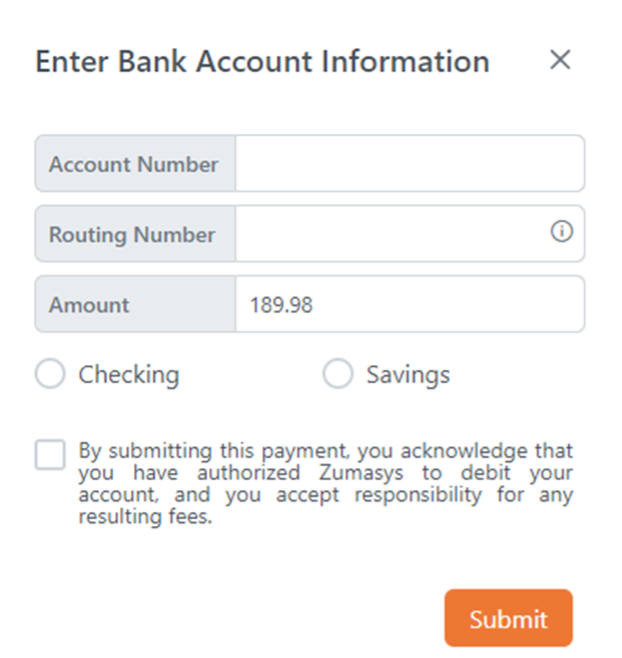 Enter Bank Account Information
Account Number
Routing Number
Amount 189.98
Checking Savings
By submitting this payment, you acknowledge that
you have authorized Zumasys to debit your
account, and you accept responsibility for any
resulting fees.
Submit